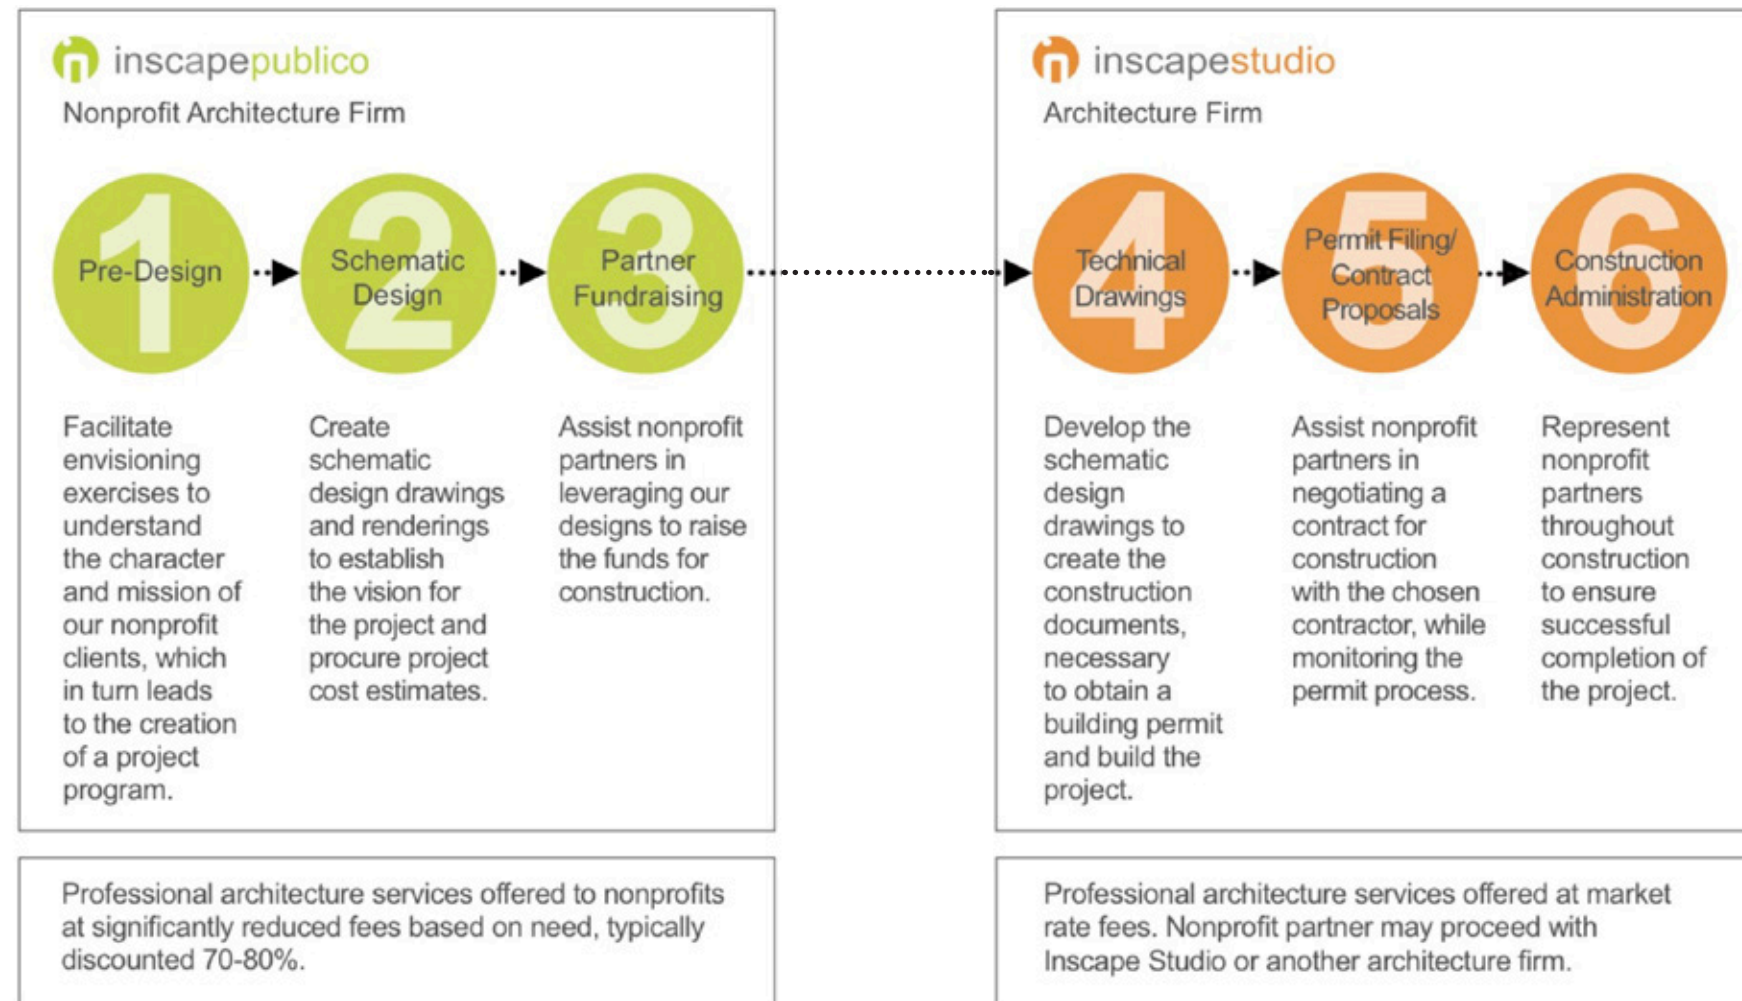 inscapepublico
Nonprofit Architecture Firm
1
Pre-Design
2
Schematic
Design
3
Partner
Fundraising
Facilitate
envisioning
exercises to
understand
the character
and mission of
our nonprofit
clients, which
in turn leads
to the creation
of a project
program.
Create
schematic
design drawings
and renderings
to establish
the vision for
the project and
procure project
cost estimates.
Assist nonprofit
partners in
leveraging our
designs to raise
the funds for
construction.
Professional architecture services offered to nonprofits
at significantly reduced fees based on need, typically
discounted 70-80%.
inscapestudio
Architecture Firm
4
Technical
Drawings
5
Permit Filing/
Contract
Proposals
6
Construction
Administration
Develop the
schematic
design
drawings to
create the
construction
documents,
necessary
to obtain a
building permit
and build the
project.
Assist nonprofit
partners in
negotiating a
contract for
construction
with the chosen
contractor, while
monitoring the
permit process.
Represent
nonprofit
partners
throughout
construction
to ensure
successful
completion of
the project.
Professional architecture services offered at market
rate fees. Nonprofit partner may proceed with
Inscape Studio or another architecture firm.